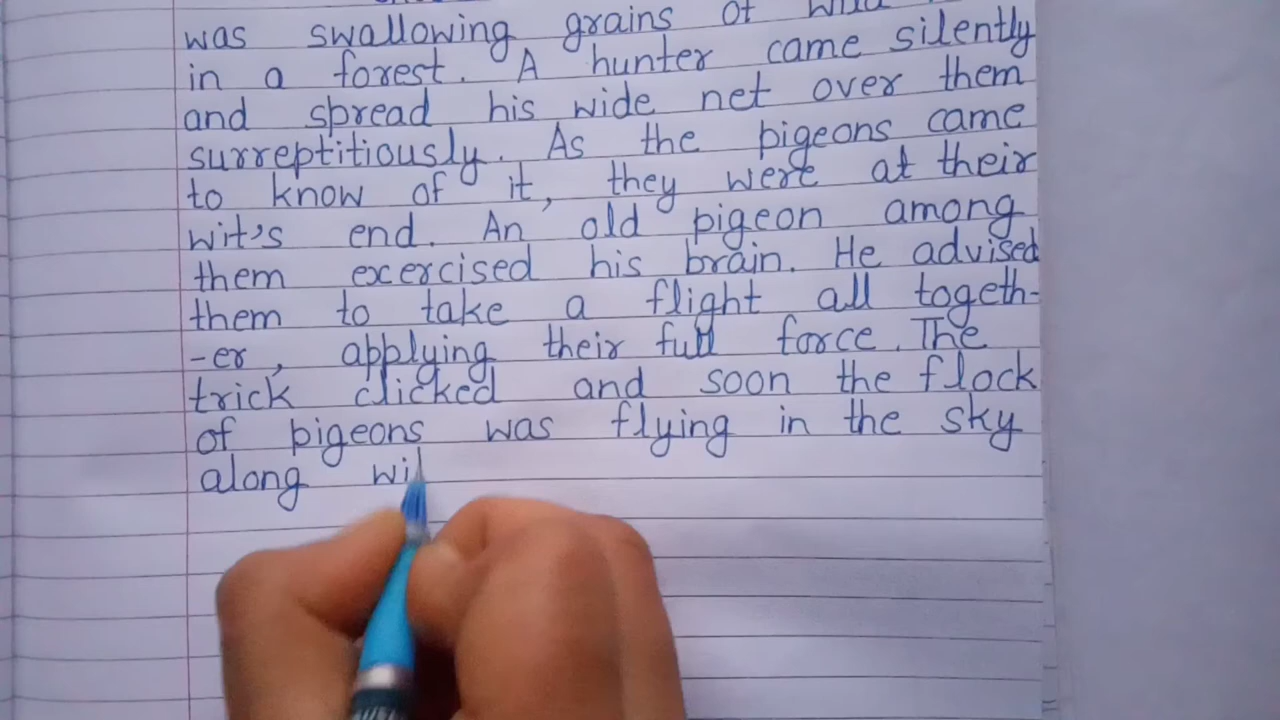 was swallowing grains of wild
in a forest. A hunter came silently
and spread his wide net over them
surreptitiously. As the pigeons came
to know of it, they were at their
wit's end. An old pigeon among
them exercised his brain. He advised
them to take a flight all togeth-
-er, applying their full force. The
trick clicked and soon the flock
of pigeons was flying in the sky
along wi